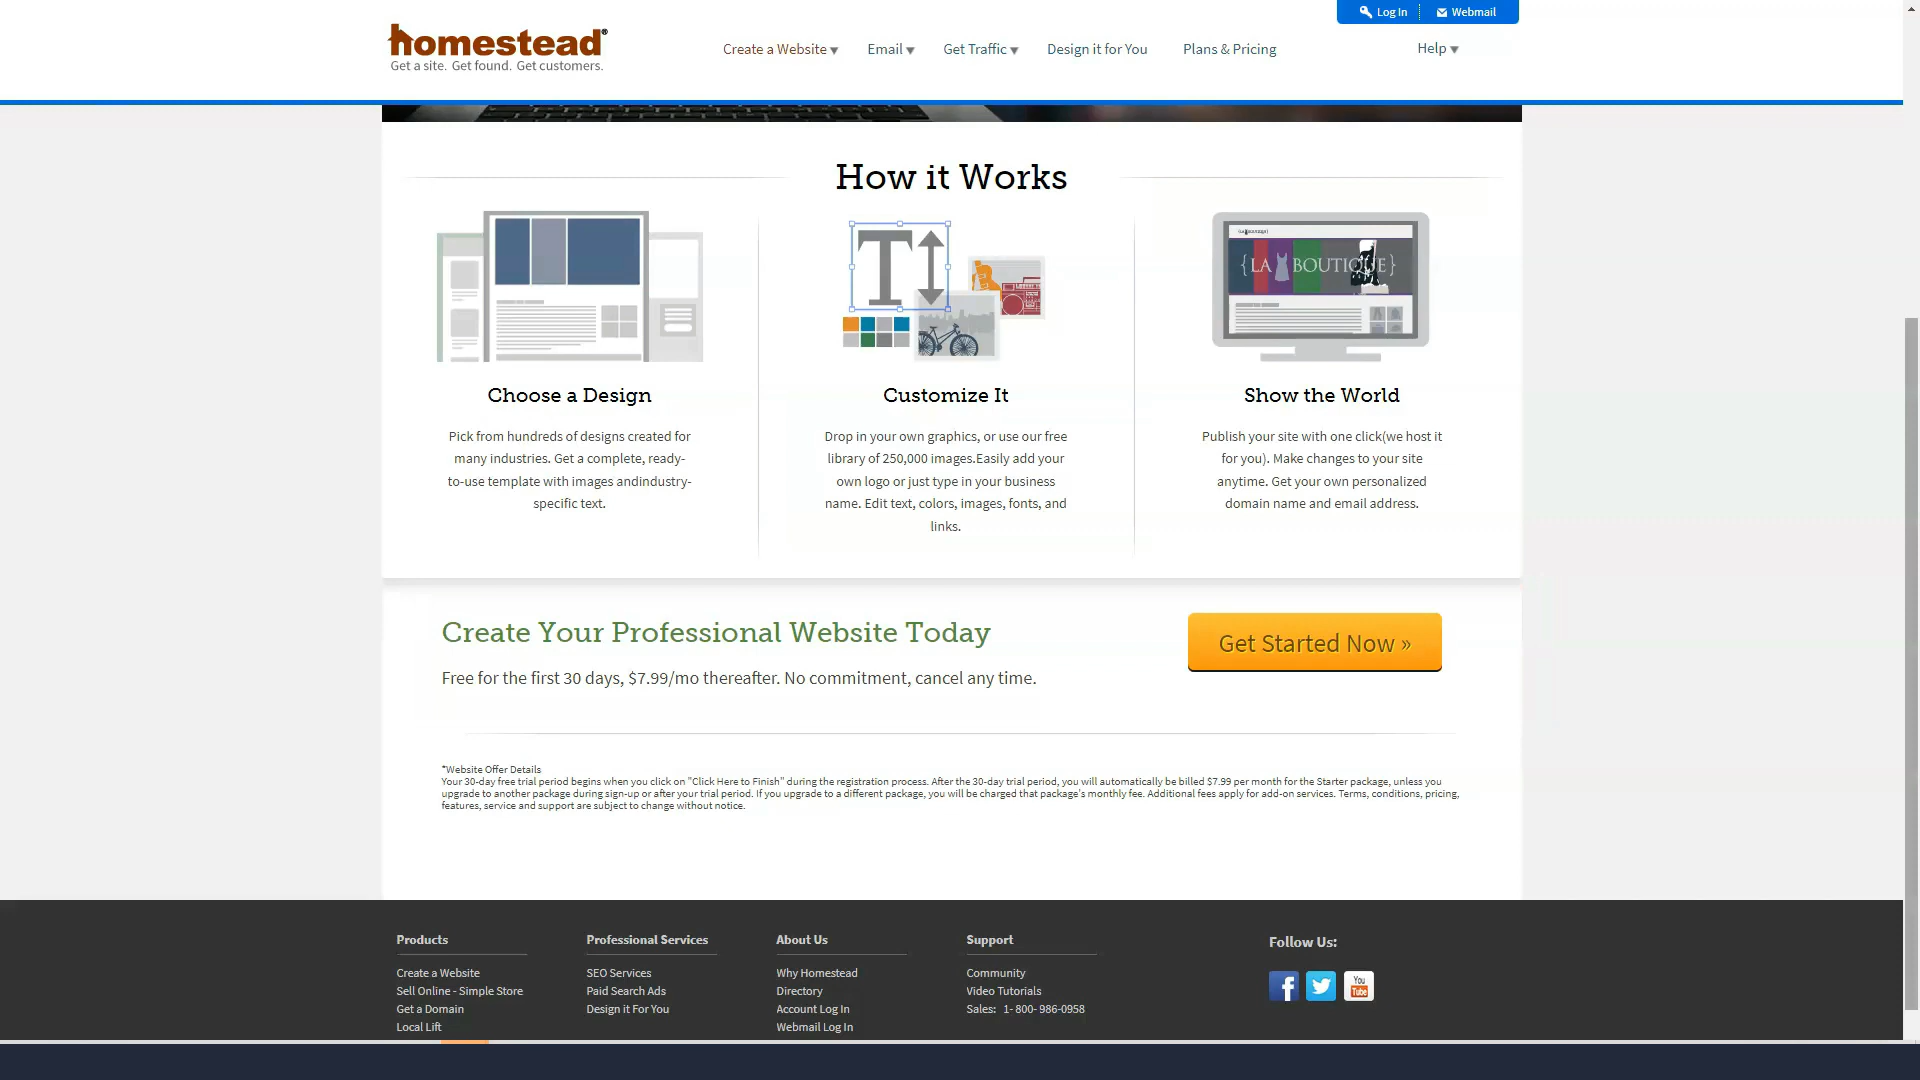 Log In
Webmail
homestead®
Get a site. Get found. Get customers.
Create a Website
Email
Get Traffic
Design it for You
Plans & Pricing
Help
How it Works
T
{LA BOUTIQUE}
Choose a Design
Pick from hundreds of designs created for
many industries. Get a complete, ready-
to-use template with images andindustry-
specific text.
Customize It
Drop in your own graphics, or use our free
library of 250,000 images.Easily add your
own logo or just type in your business
name. Edit text, colors, images, fonts, and
links.
Show the World
Publish your site with one click(we host it
for you). Make changes to your site
anytime. Get your own personalized
domain name and email address.
Create Your Professional Website Today
Free for the first 30 days, $7.99/mo thereafter. No commitment, cancel any time.
Get Started Now »
*Website Offer Details
Your 30-day free trial period begins when you click on "Click Here to Finish" during the registration process. After the 30-day trial period, you will automatically be billed $7.99 per month for the Starter package, unless you
upgrade to another package during sign-up or after your trial period. If you upgrade to a different package, you will be charged that package's monthly fee. Additional fees apply for add-on services. Terms, conditions, pricing,
features, service and support are subject to change without notice.
Products
Create a Website
Sell Online - Simple Store
Get a Domain
Local Lift
Professional Services
SEO Services
Paid Search Ads
Design it For You
About Us
Why Homestead
Directory
Account Log In
Webmail Log In
Support
Community
Video Tutorials
Sales: 1- 800- 986-0958
Follow Us:
You
Tube